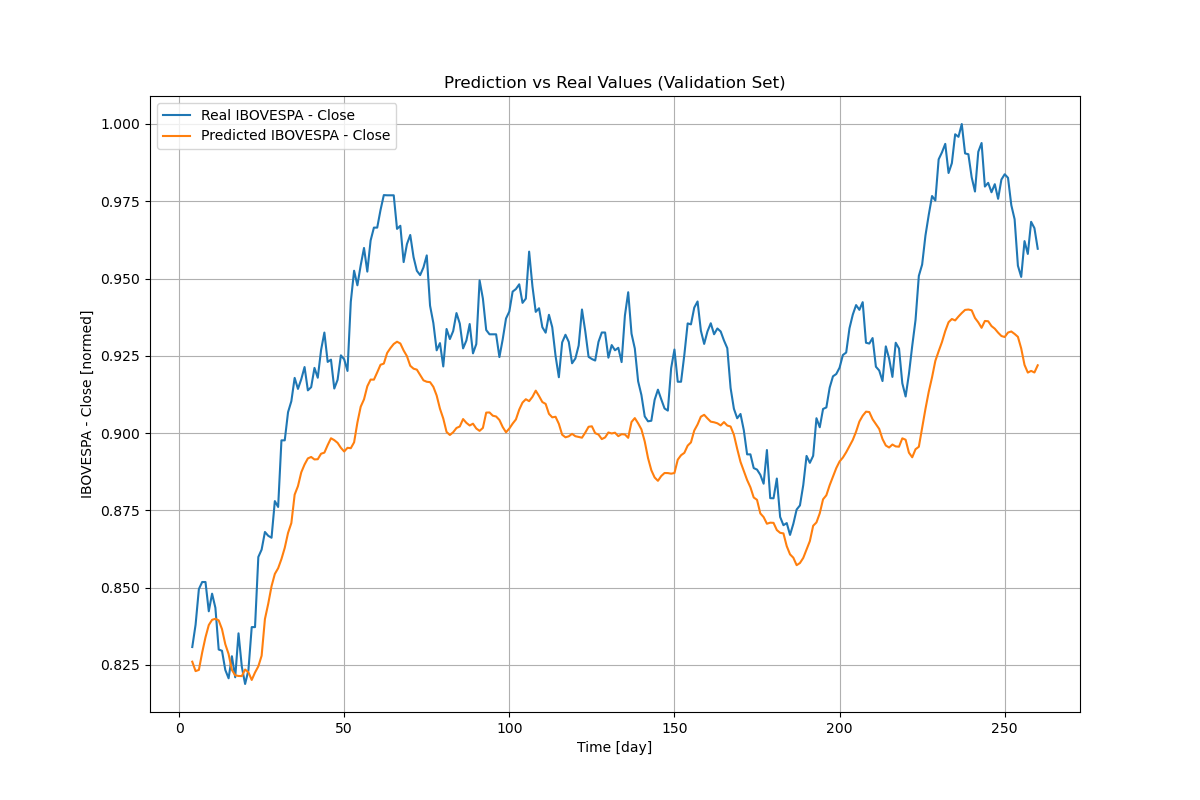 Prediction vs Real Values (Validation Set)
Real IBOVESPA - Close
Predicted IBOVESPA - Close
IBOVESPA - Close [normed]
1.000
0.975
0.950
0.925
0.900
0.875
0.850
0.825
0 50 100 150 200 250
Time [day]